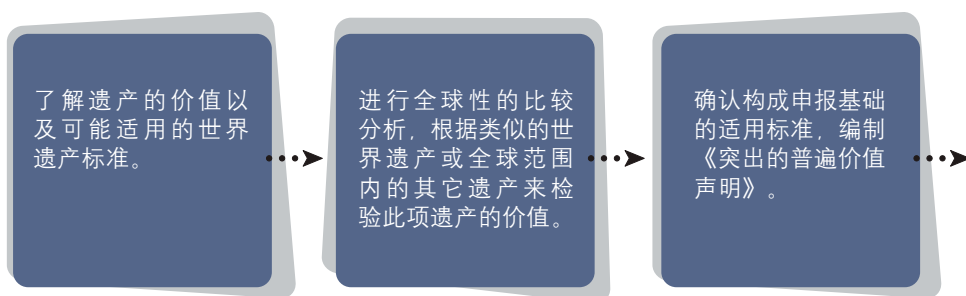 了解遗产的价值以
及可能适用的世界
遗产标准。
进行全球性的比较
分析，根据类似的世
界遗产或全球范围
内的其它遗产来检
验此项遗产的价值。
确认构成申报基础
的适用标准，编制
《突出的普遍价值
声明》。